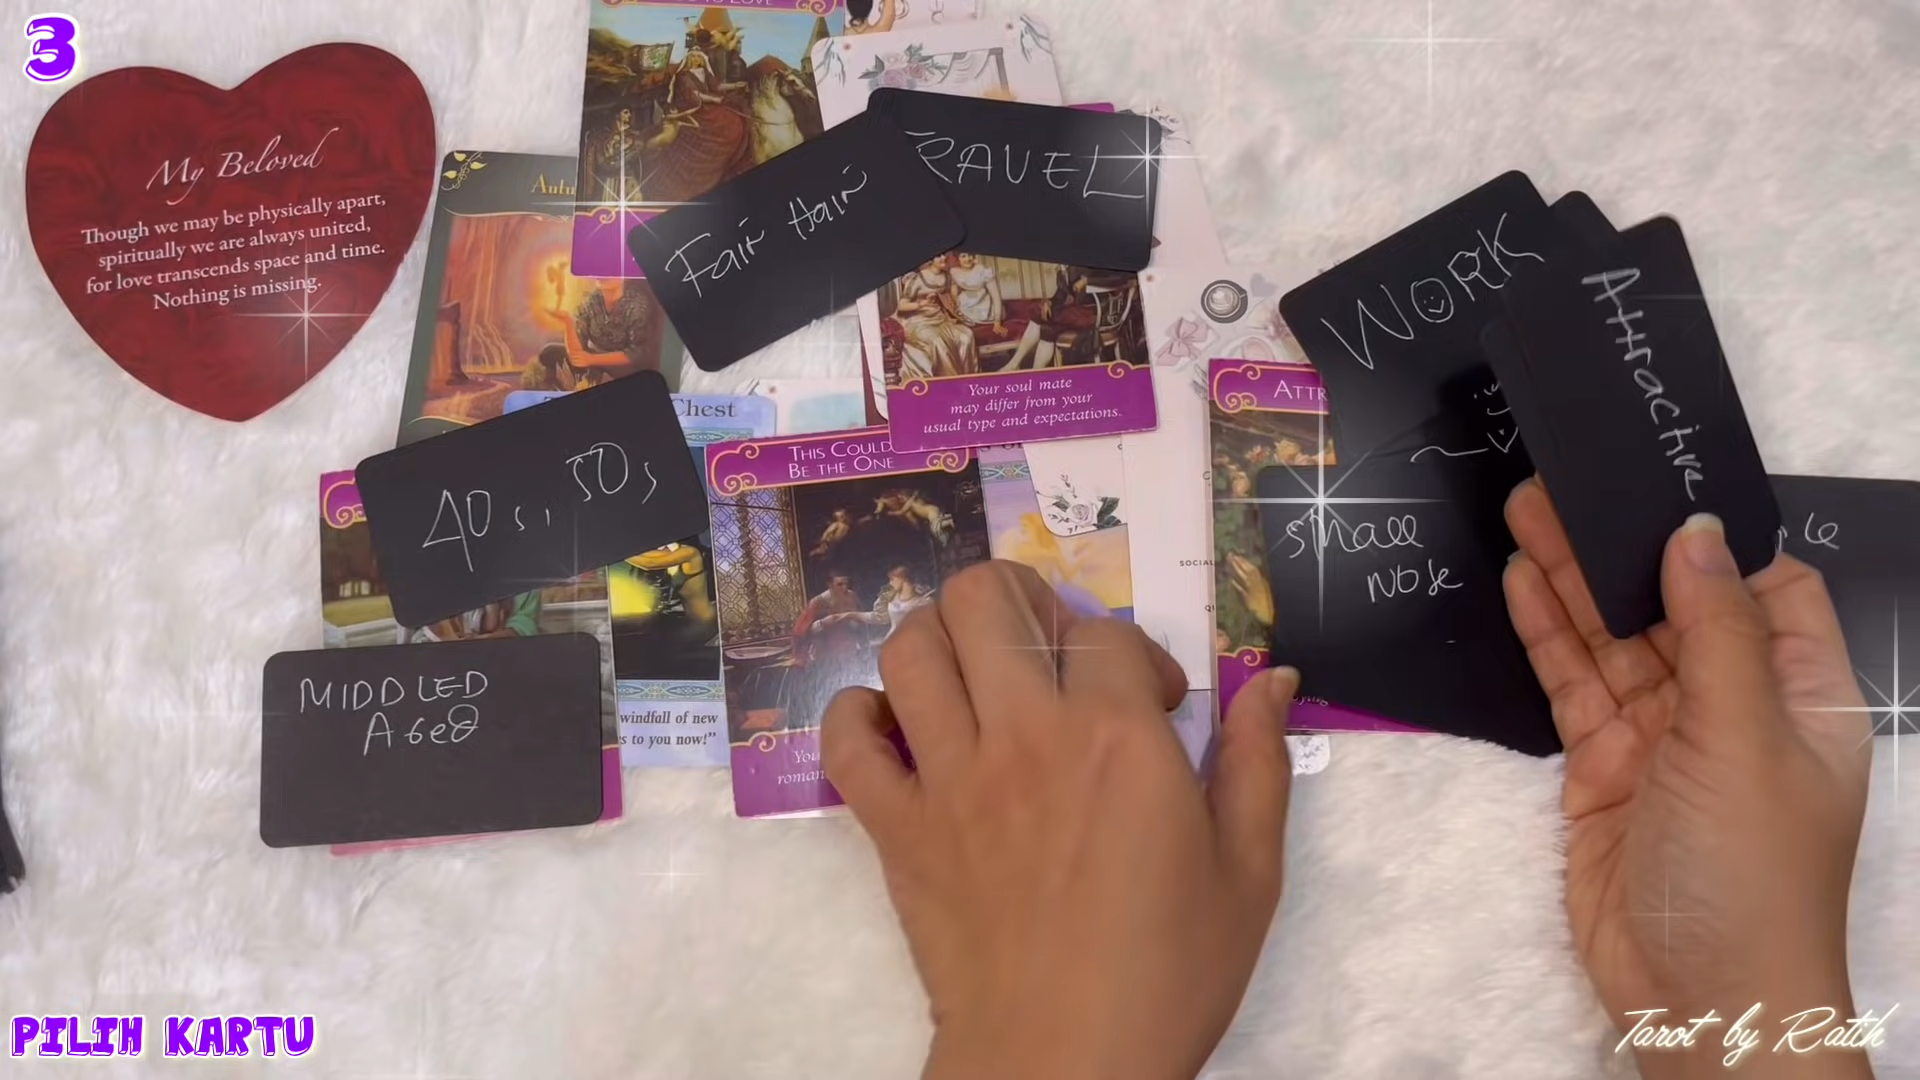 3
My Beloved
Though we may be physically apart,
spiritually we are always united,
for love transcends space and time.
Nothing is missing.
Fair Hair
RAVEL
Your soul mate
may differ from your
usual type and expectations.
Chest
40s, 50s
THIS COULD
BE THE ONE
MIDDLED
AGED
windfall of new
to you now!"
WORK
Attractive
small
nose
PILIH KARTU
Tarot by Ratih